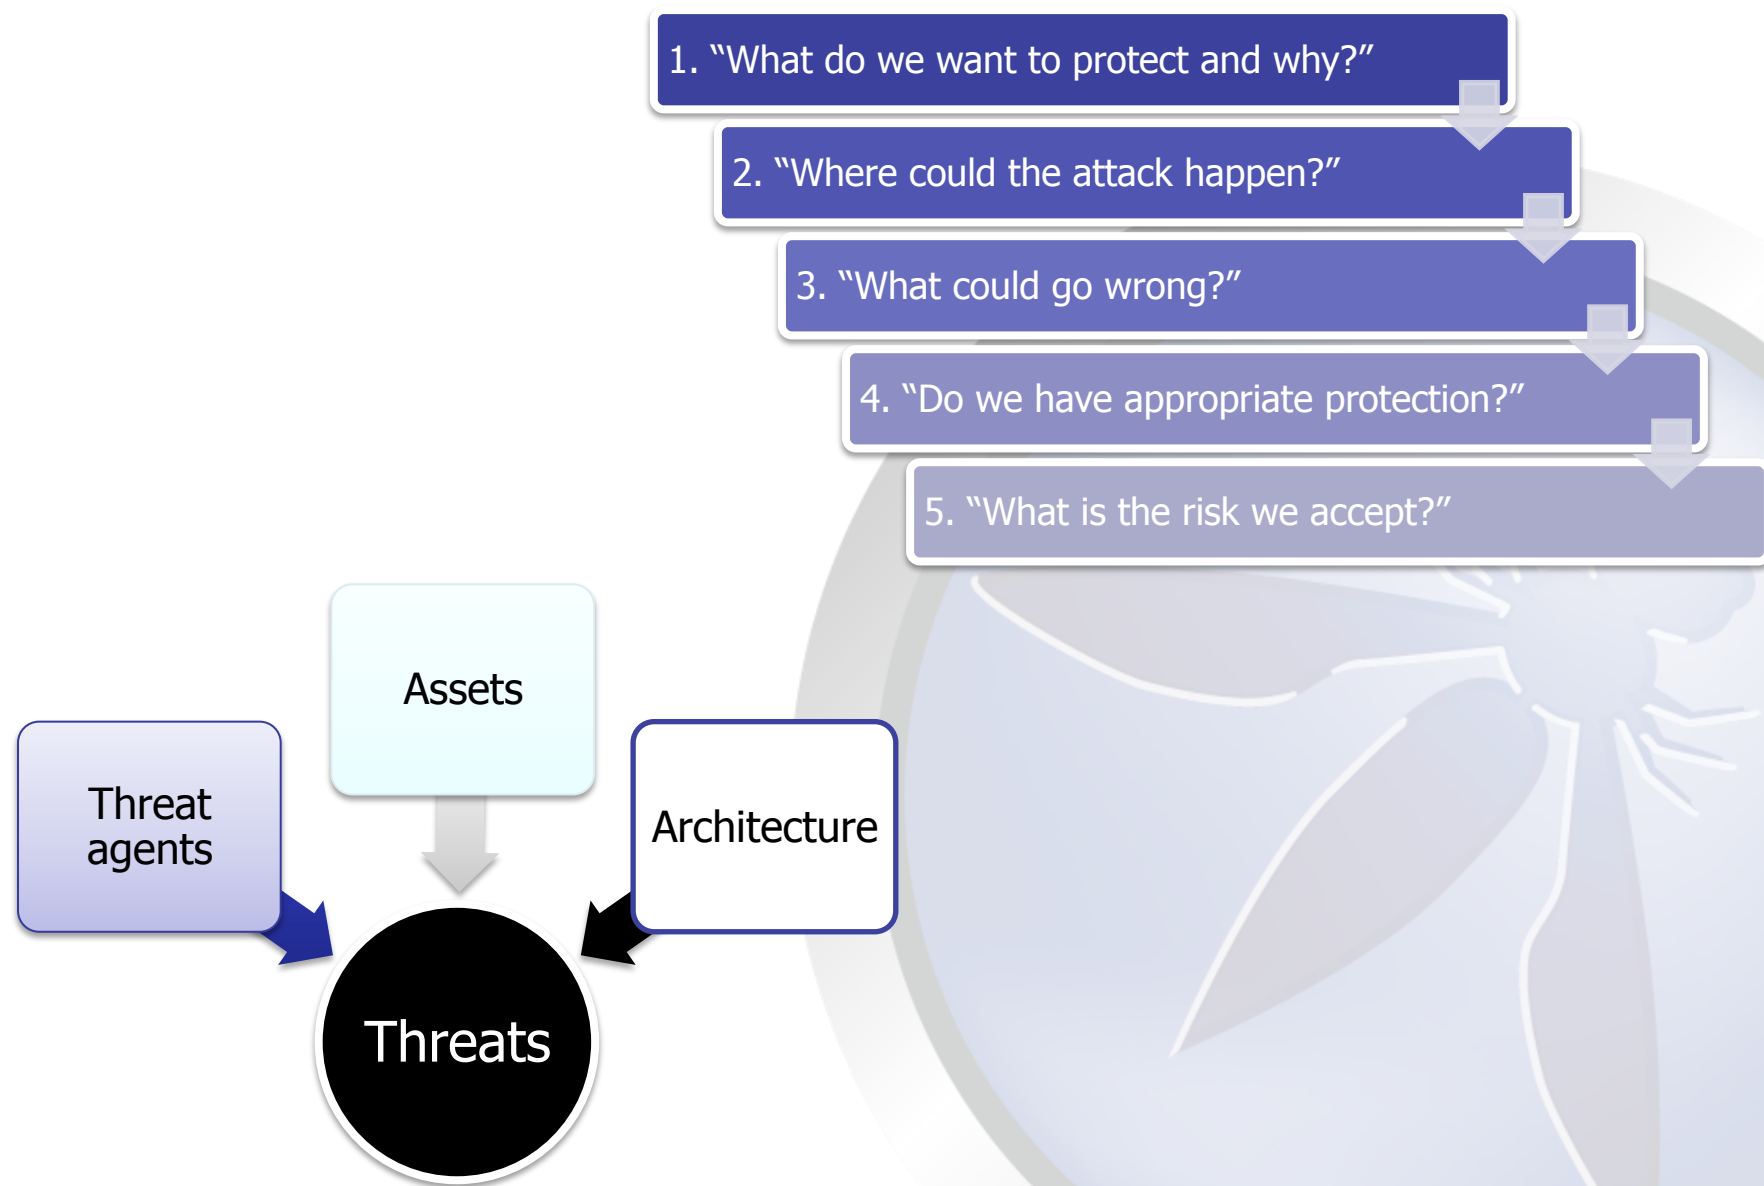 1. “What do we want to protect and why?”
2. “Where could the attack happen?”
3. “What could go wrong?”
4. “Do we have appropriate protection?”
5. “What is the risk we accept?”
Assets
Threat
agents
Architecture
Threats